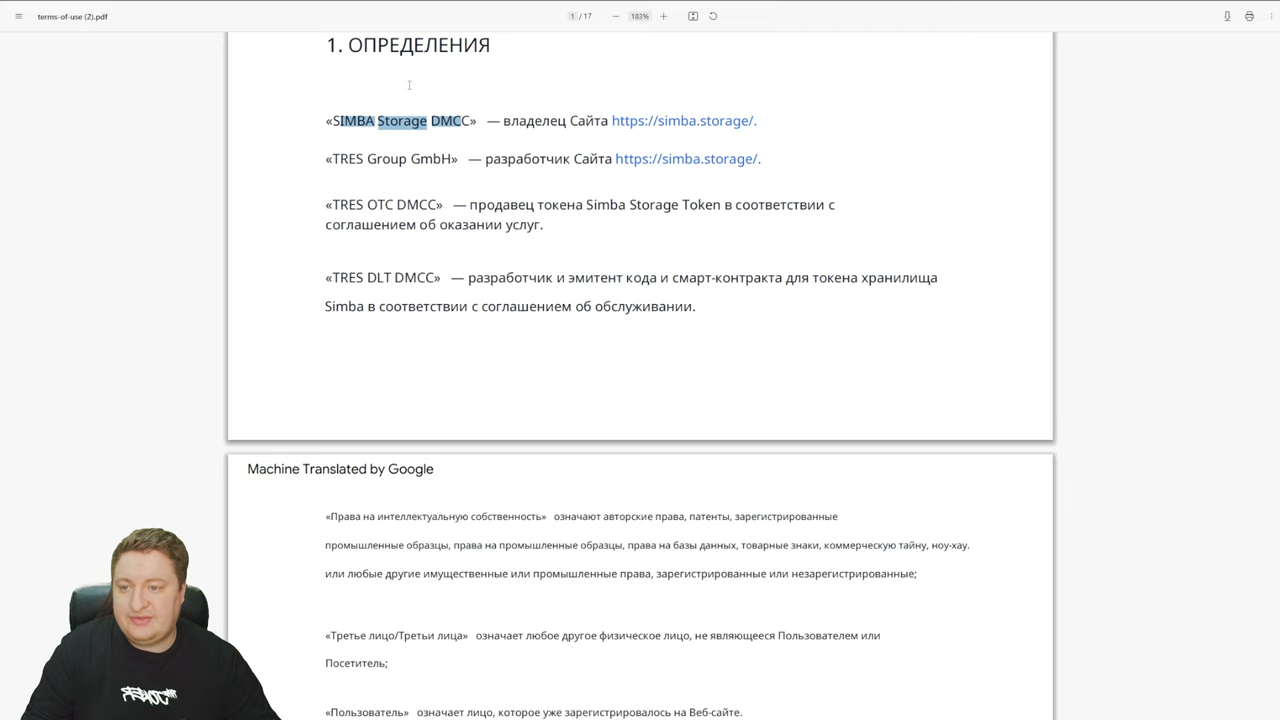 terms-of-use (2).pdf
1 / 17
183%
1. ОПРЕДЕЛЕНИЯ
«SIMBA Storage DMCC» — владелец Сайта https://simba.storage/.
«TRES Group GmbH» — разработчик Сайта https://simba.storage/.
«TRES OTC DMCC» — продавец токена Simba Storage Token в соответствии с
соглашением об оказании услуг.
«TRES DLT DMCC» — разработчик и эмитент кода и смарт-контракта для токена хранилища
Simba в соответствии с соглашением об обслуживании.
Machine Translated by Google
«Права на интеллектуальную собственность» означают авторские права, патенты, зарегистрированные
промышленные образцы, права на промышленные образцы, права на базы данных, товарные знаки, коммерческую тайну, ноу-хау.
или любые другие имущественные или промышленные права, зарегистрированные или незарегистрированные;
«Третье лицо/Третьи лица» означает любое другое физическое лицо, не являющееся Пользователем или
Посетитель;
«Пользователь» означает лицо, которое уже зарегистрировалось на Веб-сайте.